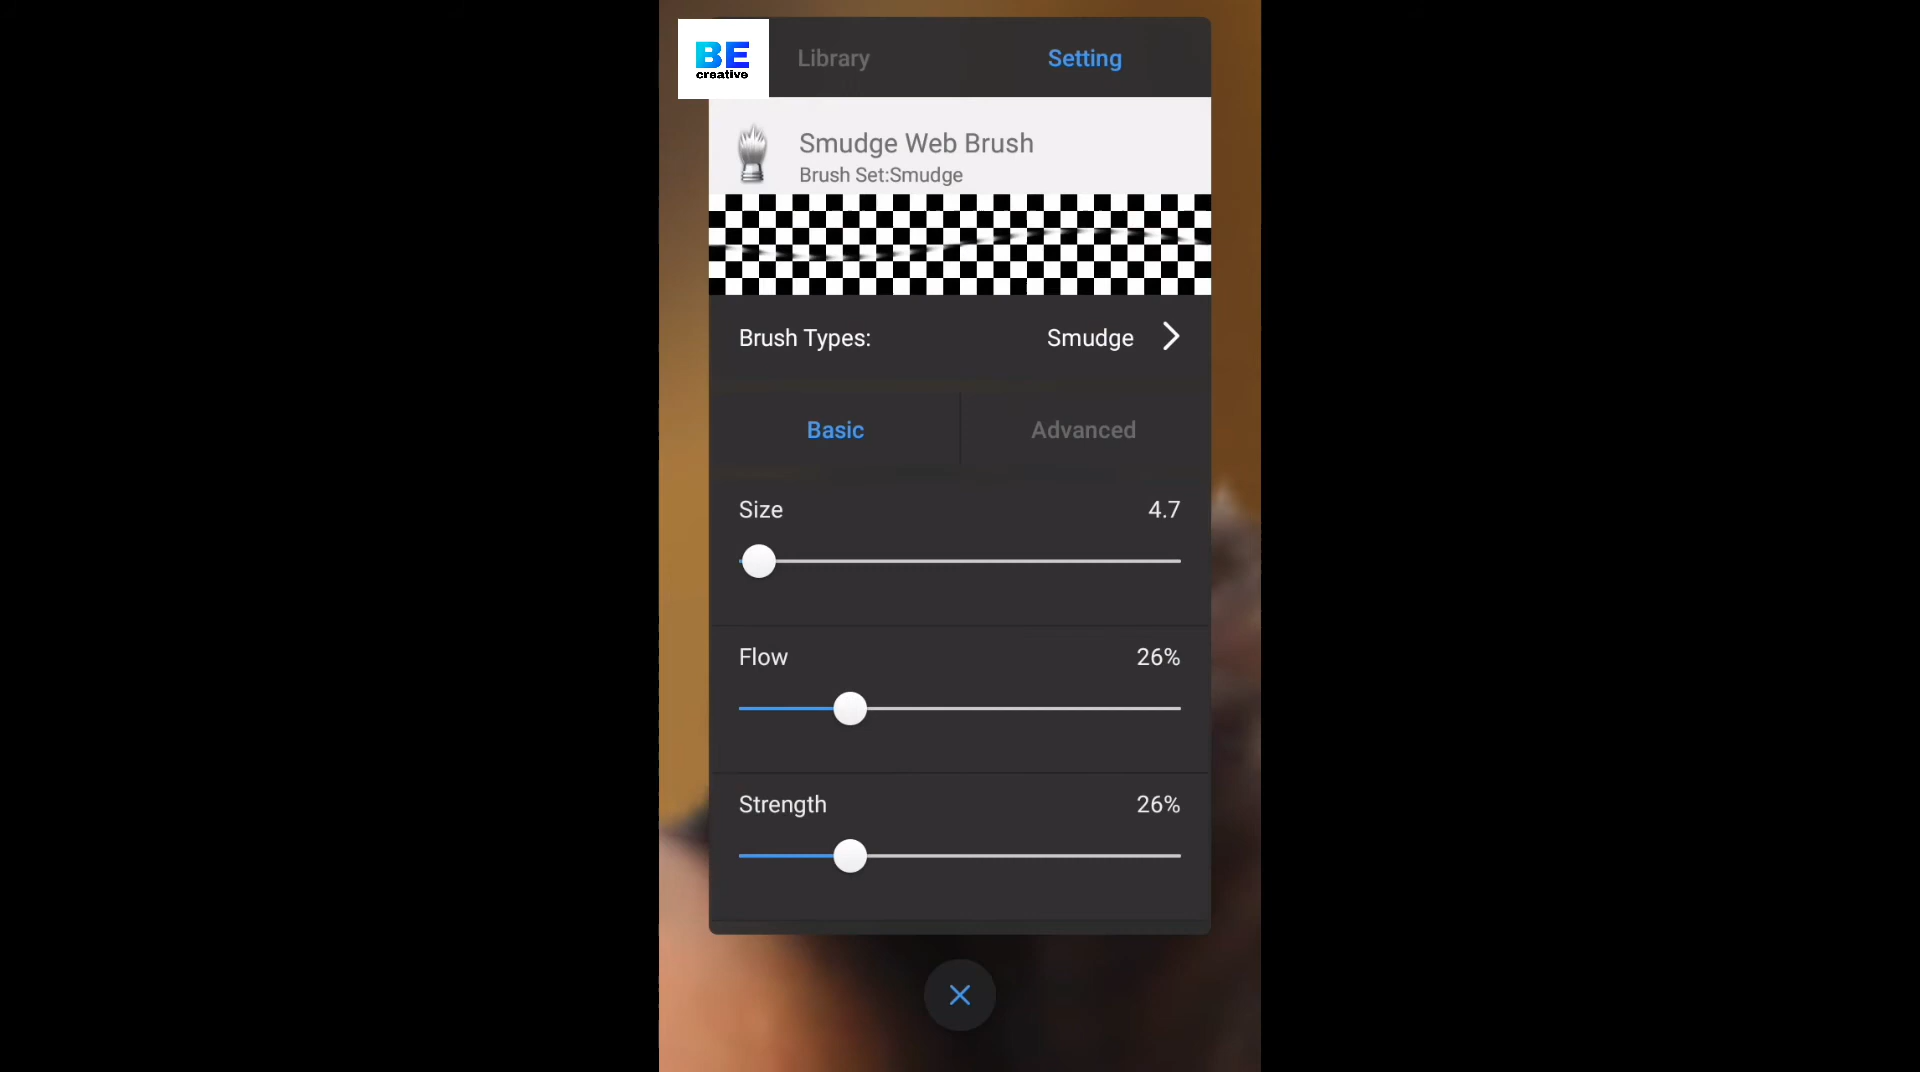 BE
creative
Library
Setting
Smudge Web Brush
Brush Set:Smudge
Brush Types:
Smudge
Basic
Advanced
Size
4.7
Flow
26%
Strength
26%